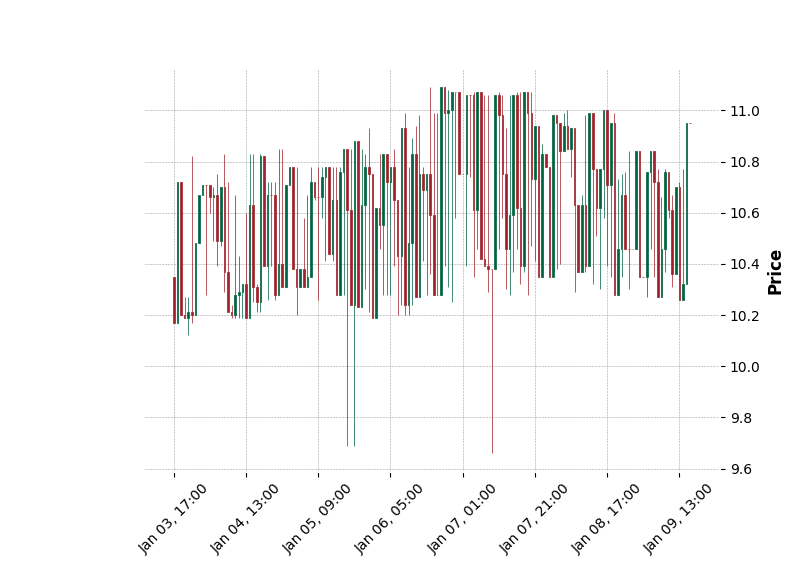 11.0
10.8
10.6
10.4
10.2
10.0
9.8
9.6
Price
Jan 03, 17:00
Jan 04, 13:00
Jan 05, 09:00
Jan 06, 05:00
Jan 07, 01:00
Jan 07, 21:00
Jan 08, 17:00
Jan 09, 13:00